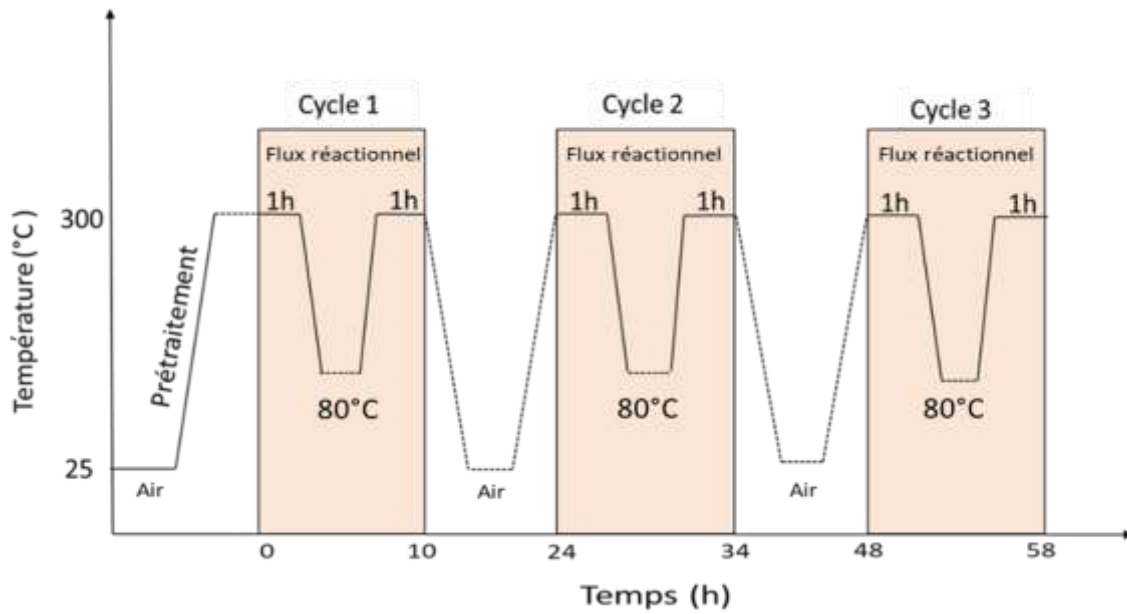 Cycle 1
Cycle 2
Cycle 3
Flux réactionnel
Flux réactionnel
Flux réactionnel
1h
1h
1h
1h
1h
1h
300
Température (°C)
Prétraitement
80°C
80°C
80°C
25
Air
Air
Air
0
10
24
34
48
58
Temps (h)